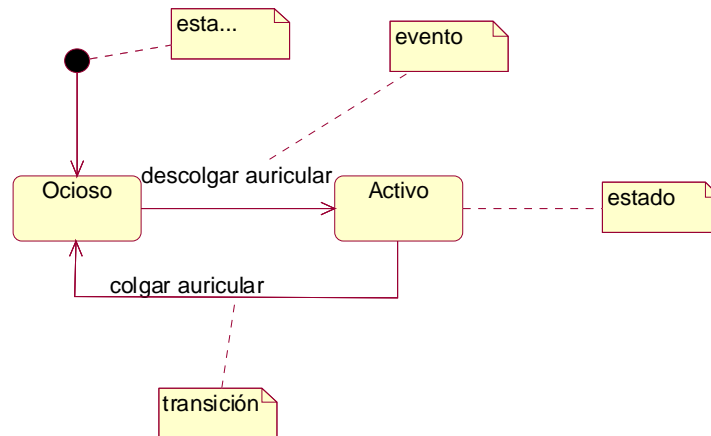 esta...
evento
descolgar auricular
Ocioso
Activo
estado
colgar auricular
transición